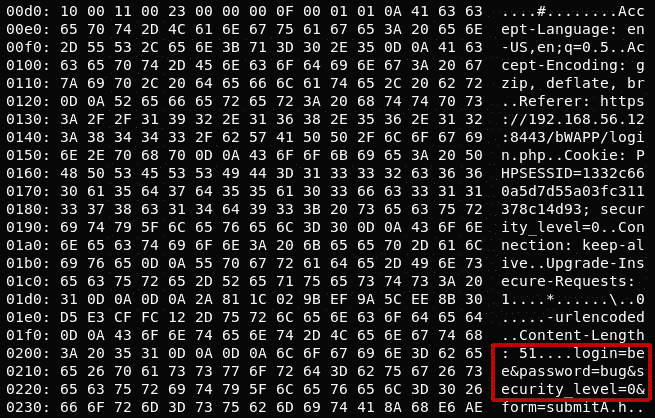 00d0: 10 00 11 00 23 00 00 00 0F 00 01 01 0A 41 63 63 ....#........Acc
00e0: 65 70 74 2D 4C 61 6E 67 75 61 67 65 3A 20 65 6E ept-Language: en
00f0: 2D 55 53 2C 65 6E 3B 71 3D 30 2E 35 0D 0A 41 63 -US,en;q=0.5..Ac
0100: 63 65 70 74 2D 45 6E 63 6F 64 69 6E 67 3A 20 67 cept-Encoding: g
0110: 7A 69 70 2C 20 64 65 66 6C 61 74 65 2C 20 62 72 zip, deflate, br
0120: 0D 0A 52 65 66 65 72 65 72 3A 20 68 74 74 70 73 ..Referer: https
0130: 3A 2F 2F 31 39 32 2E 31 36 38 2E 35 36 2E 31 32 ://192.168.56.12
0140: 3A 38 34 34 33 2F 62 57 41 50 50 2F 6C 6F 67 69 :8443/bWAPP/logi
0150: 6E 2E 70 68 70 0D 0A 43 6F 6F 6B 69 65 3A 20 50 n.php..Cookie: P
0160: 48 50 53 45 53 53 49 44 3D 31 33 33 32 63 36 36 HPSESSID=1332c66
0170: 30 61 35 64 37 64 35 35 61 30 33 66 63 33 31 31 0a5d7d55a03fc311
0180: 33 37 38 63 31 34 64 39 33 3B 20 73 65 63 75 72 378c14d93; secur
0190: 69 74 79 5F 6C 65 76 65 6C 3D 30 0D 0A 43 6F 6E ity_level=0..Con
01a0: 6E 65 63 74 69 6F 6E 3A 20 6B 65 65 70 2D 61 6C nection: keep-al
01b0: 69 76 65 0D 0A 55 70 67 72 61 64 65 2D 49 6E 73 ive..Upgrade-Ins
01c0: 65 63 75 72 65 2D 52 65 71 75 65 73 74 73 3A 20 ecure-Requests:
01d0: 31 0D 0A 0D 0A 2A 81 1C 02 9B EF 9A 5C EE 8B 30 1....*......\..0
01e0: D5 E3 CF FC 12 2D 75 72 6C 65 6E 63 6F 64 65 64 .....-urlencoded
01f0: 0D 0A 43 6F 6E 74 65 6E 74 2D 4C 65 6E 67 74 68 ..Content-Length
0200: 3A 20 35 31 0D 0A 0D 0A 6C 6F 67 69 6E 3D 62 65 : 51....login=be
0210: 65 26 70 61 73 73 77 6F 72 64 3D 62 75 67 26 73 e&password=bug&s
0220: 65 63 75 72 69 74 79 5F 6C 65 76 65 6C 3D 30 26 ecurity_level=0&
0230: 66 6F 72 6D 3D 73 75 62 6D 69 74 41 8A 68 E6 AE form=submitA.h..